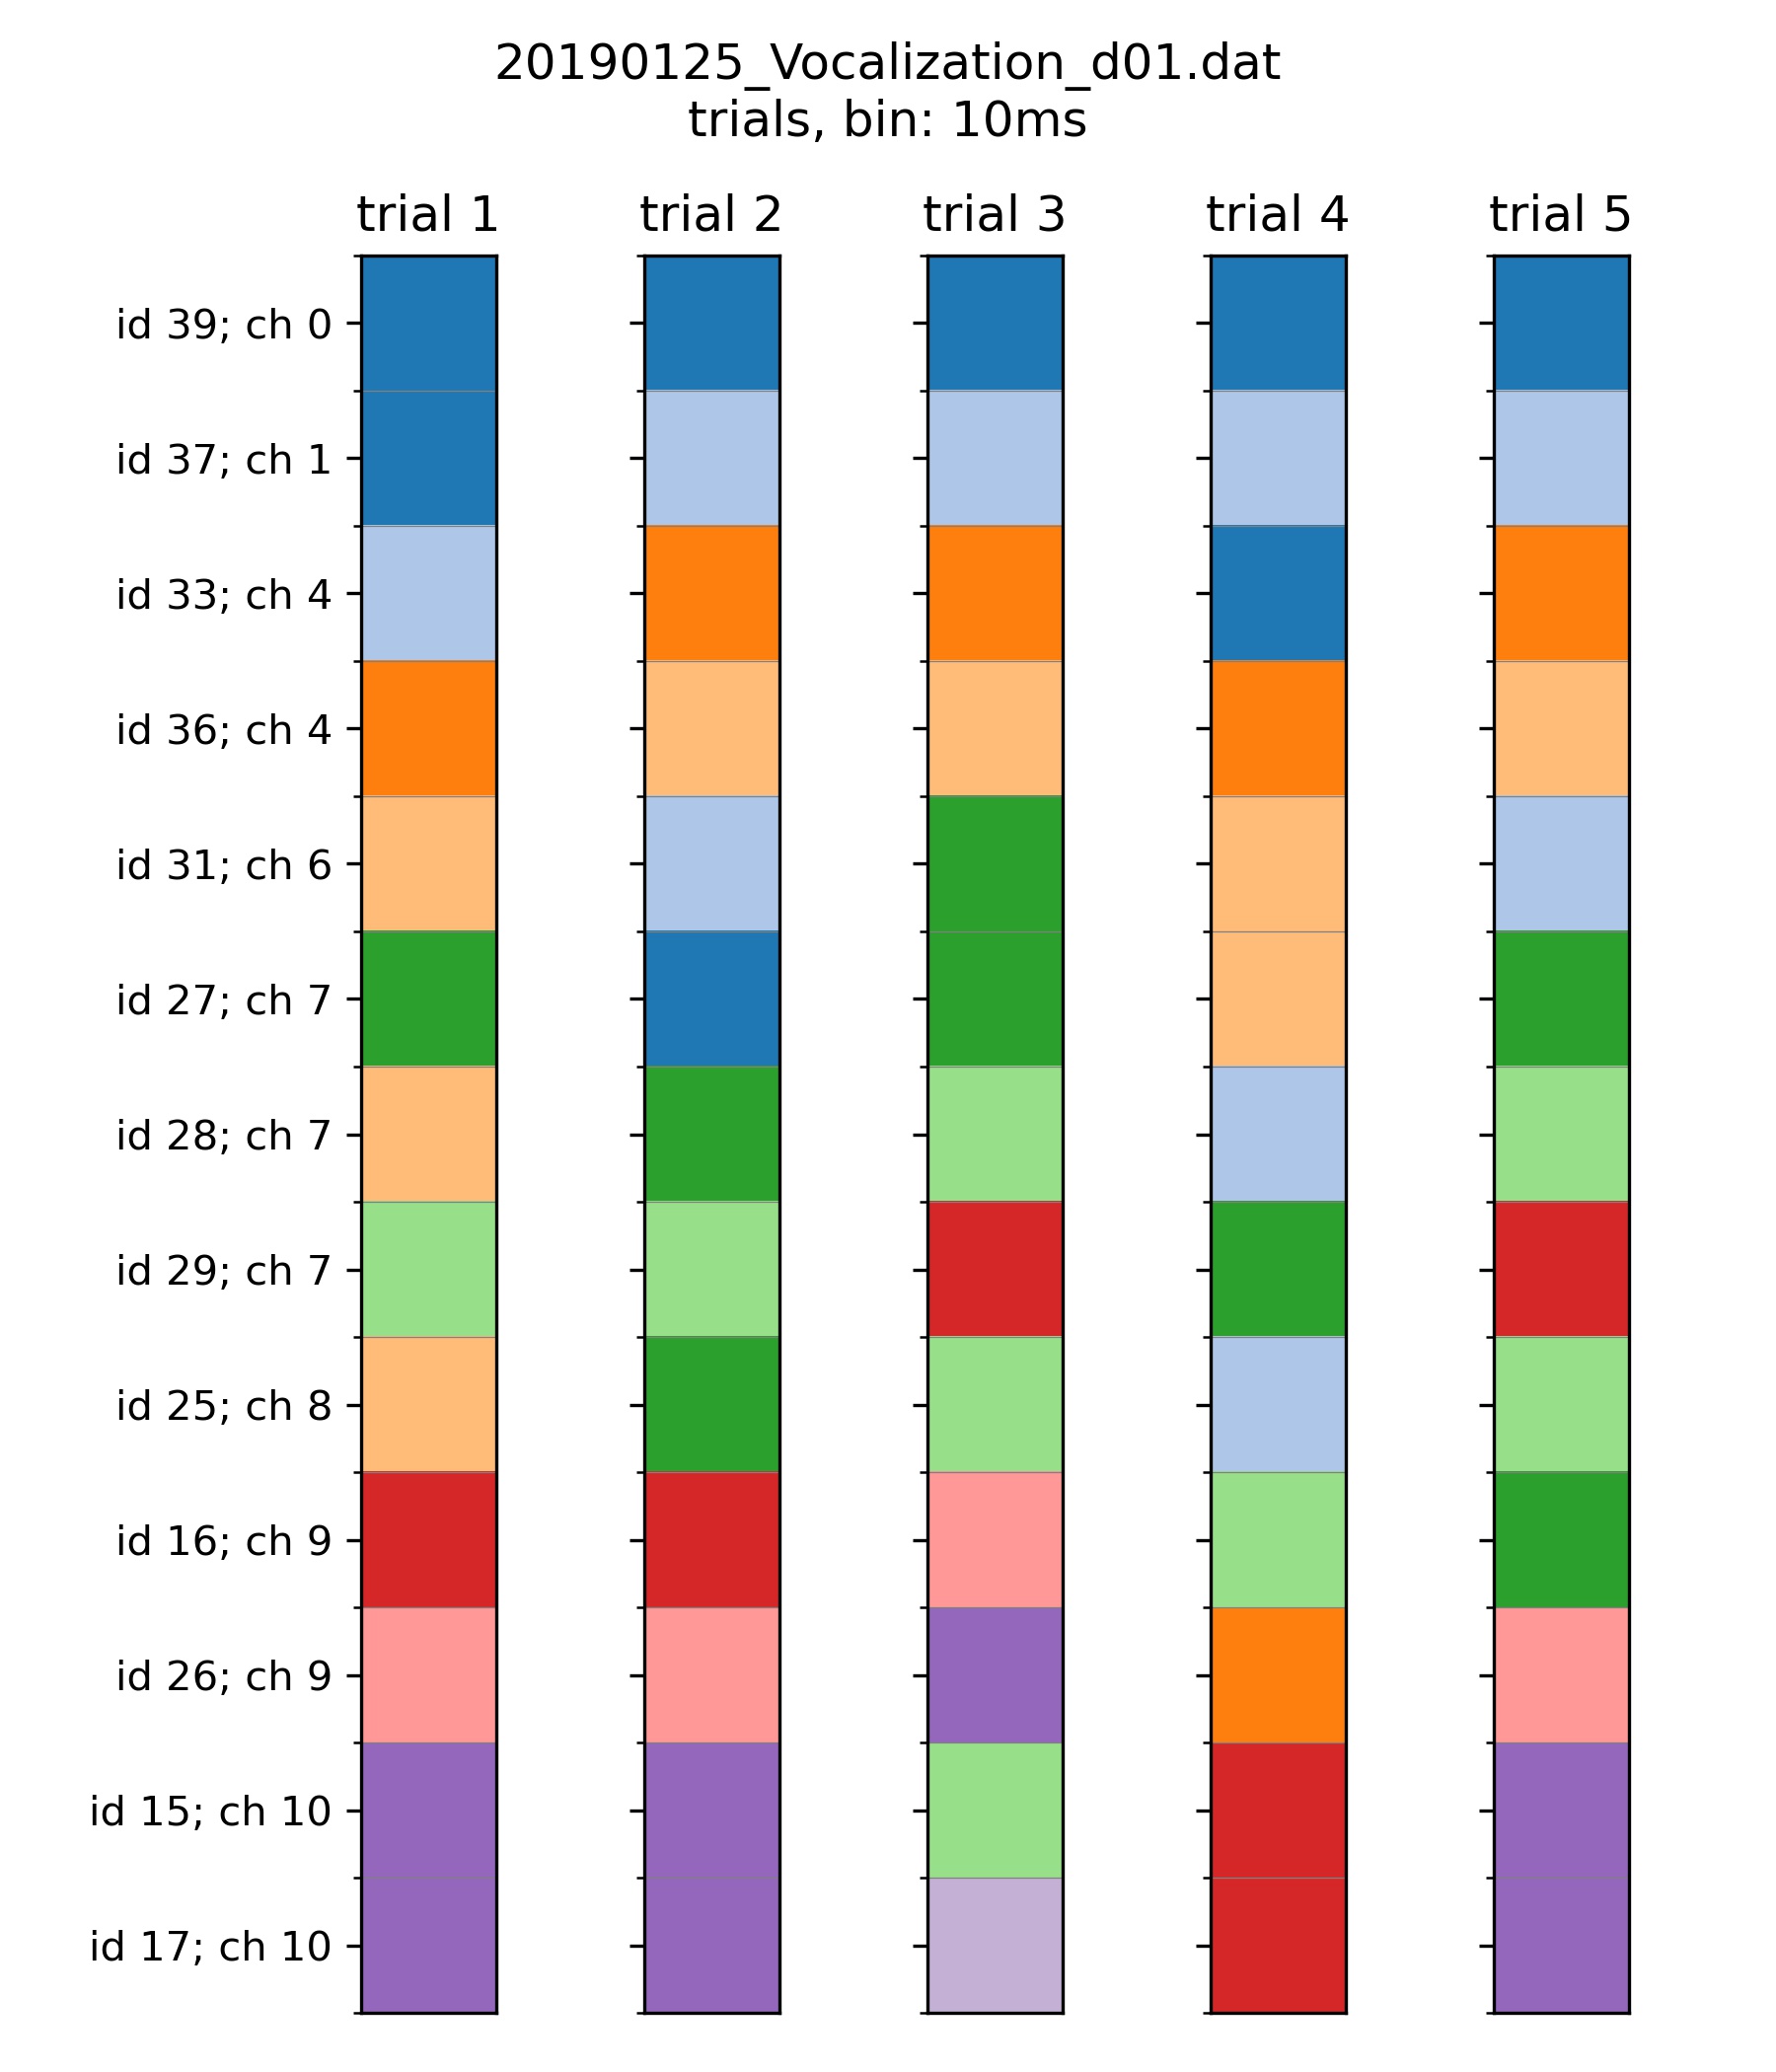 20190125_Vocalization_d01.dat
trials, bin: 10ms
trial 1 trial 2 trial 3 trial 4 trial 5
id 39; ch 0
id 37; ch 1
id 33; ch 4
id 36; ch 4
id 31; ch 6
id 27; ch 7
id 28; ch 7
id 29; ch 7
id 25; ch 8
id 16; ch 9
id 26; ch 9
id 15; ch 10
id 17; ch 10